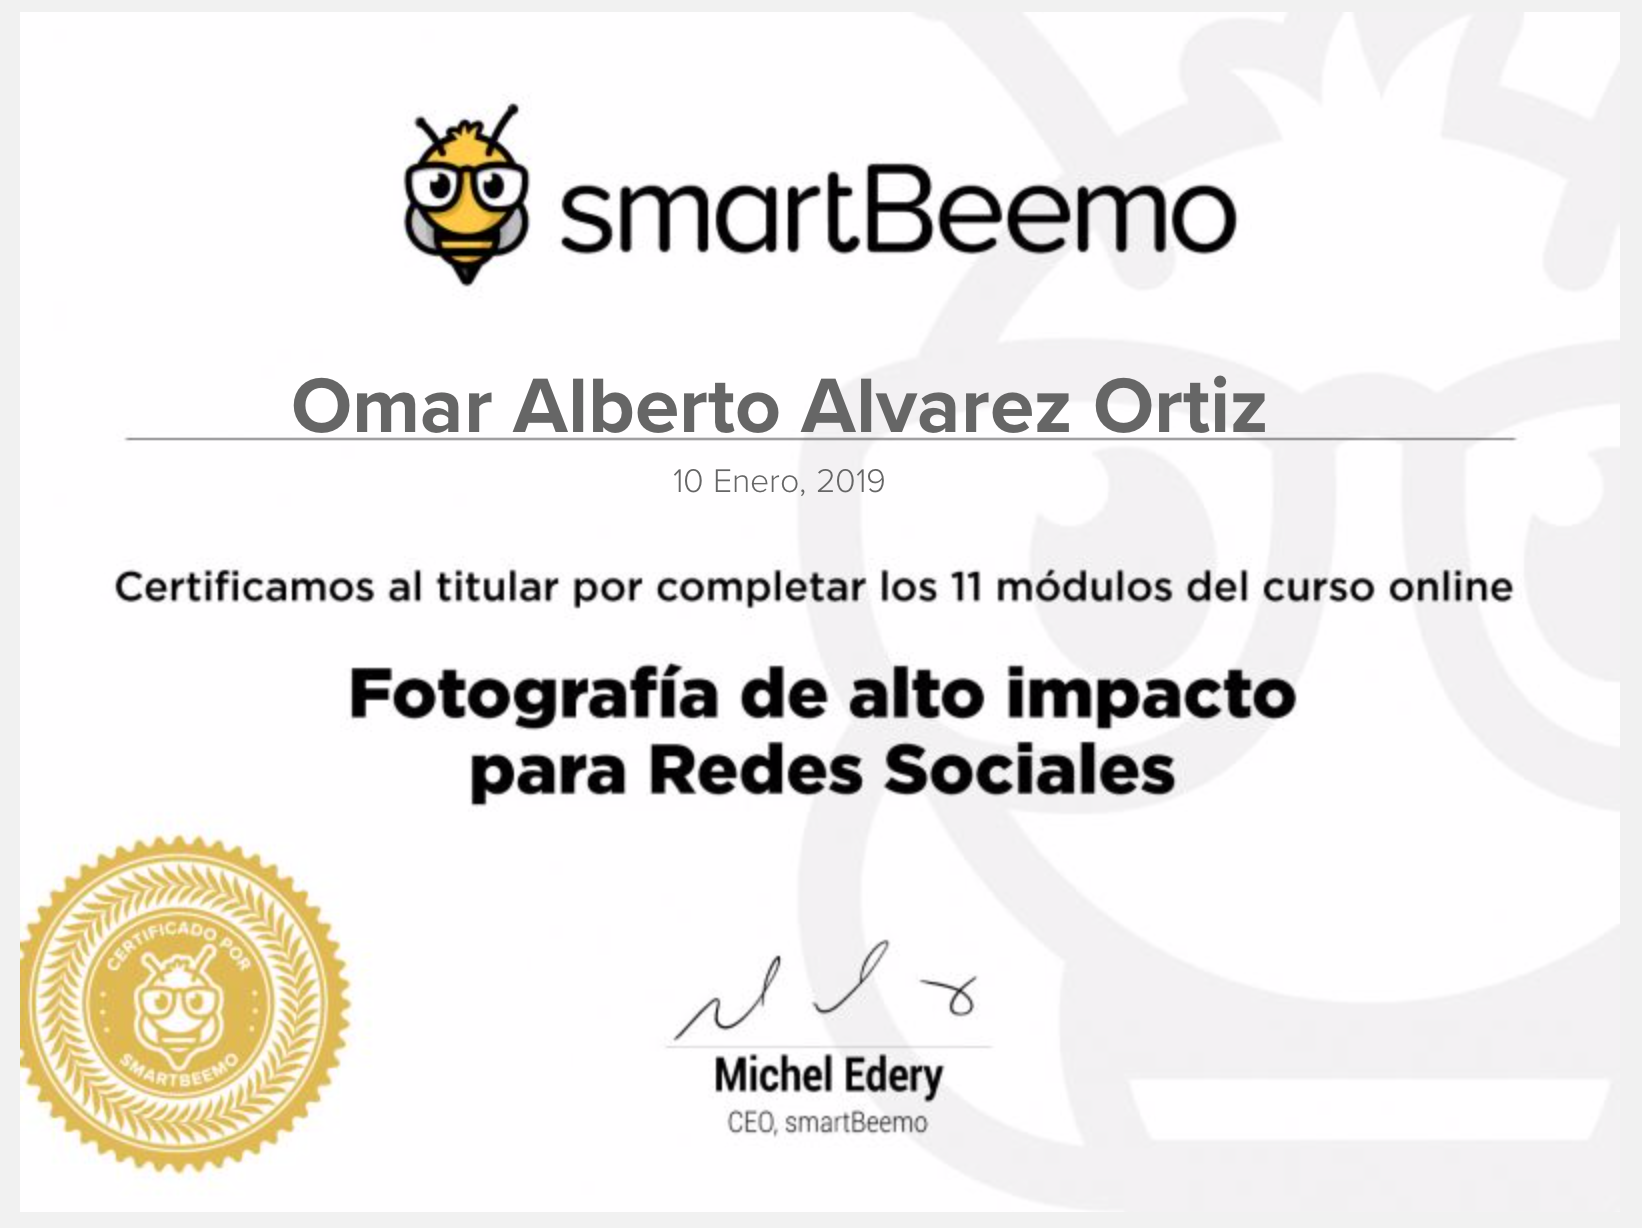 smartBeemo
Omar Alberto Alvarez Ortiz
10 Enero, 2019
Certificamos al titular por completar los 11 módulos del curso online
Fotografía de alto impacto
para Redes Sociales
CERTIFICADO POR
SMARTBEEMO
Michel Edery
CEO, smartBeemo